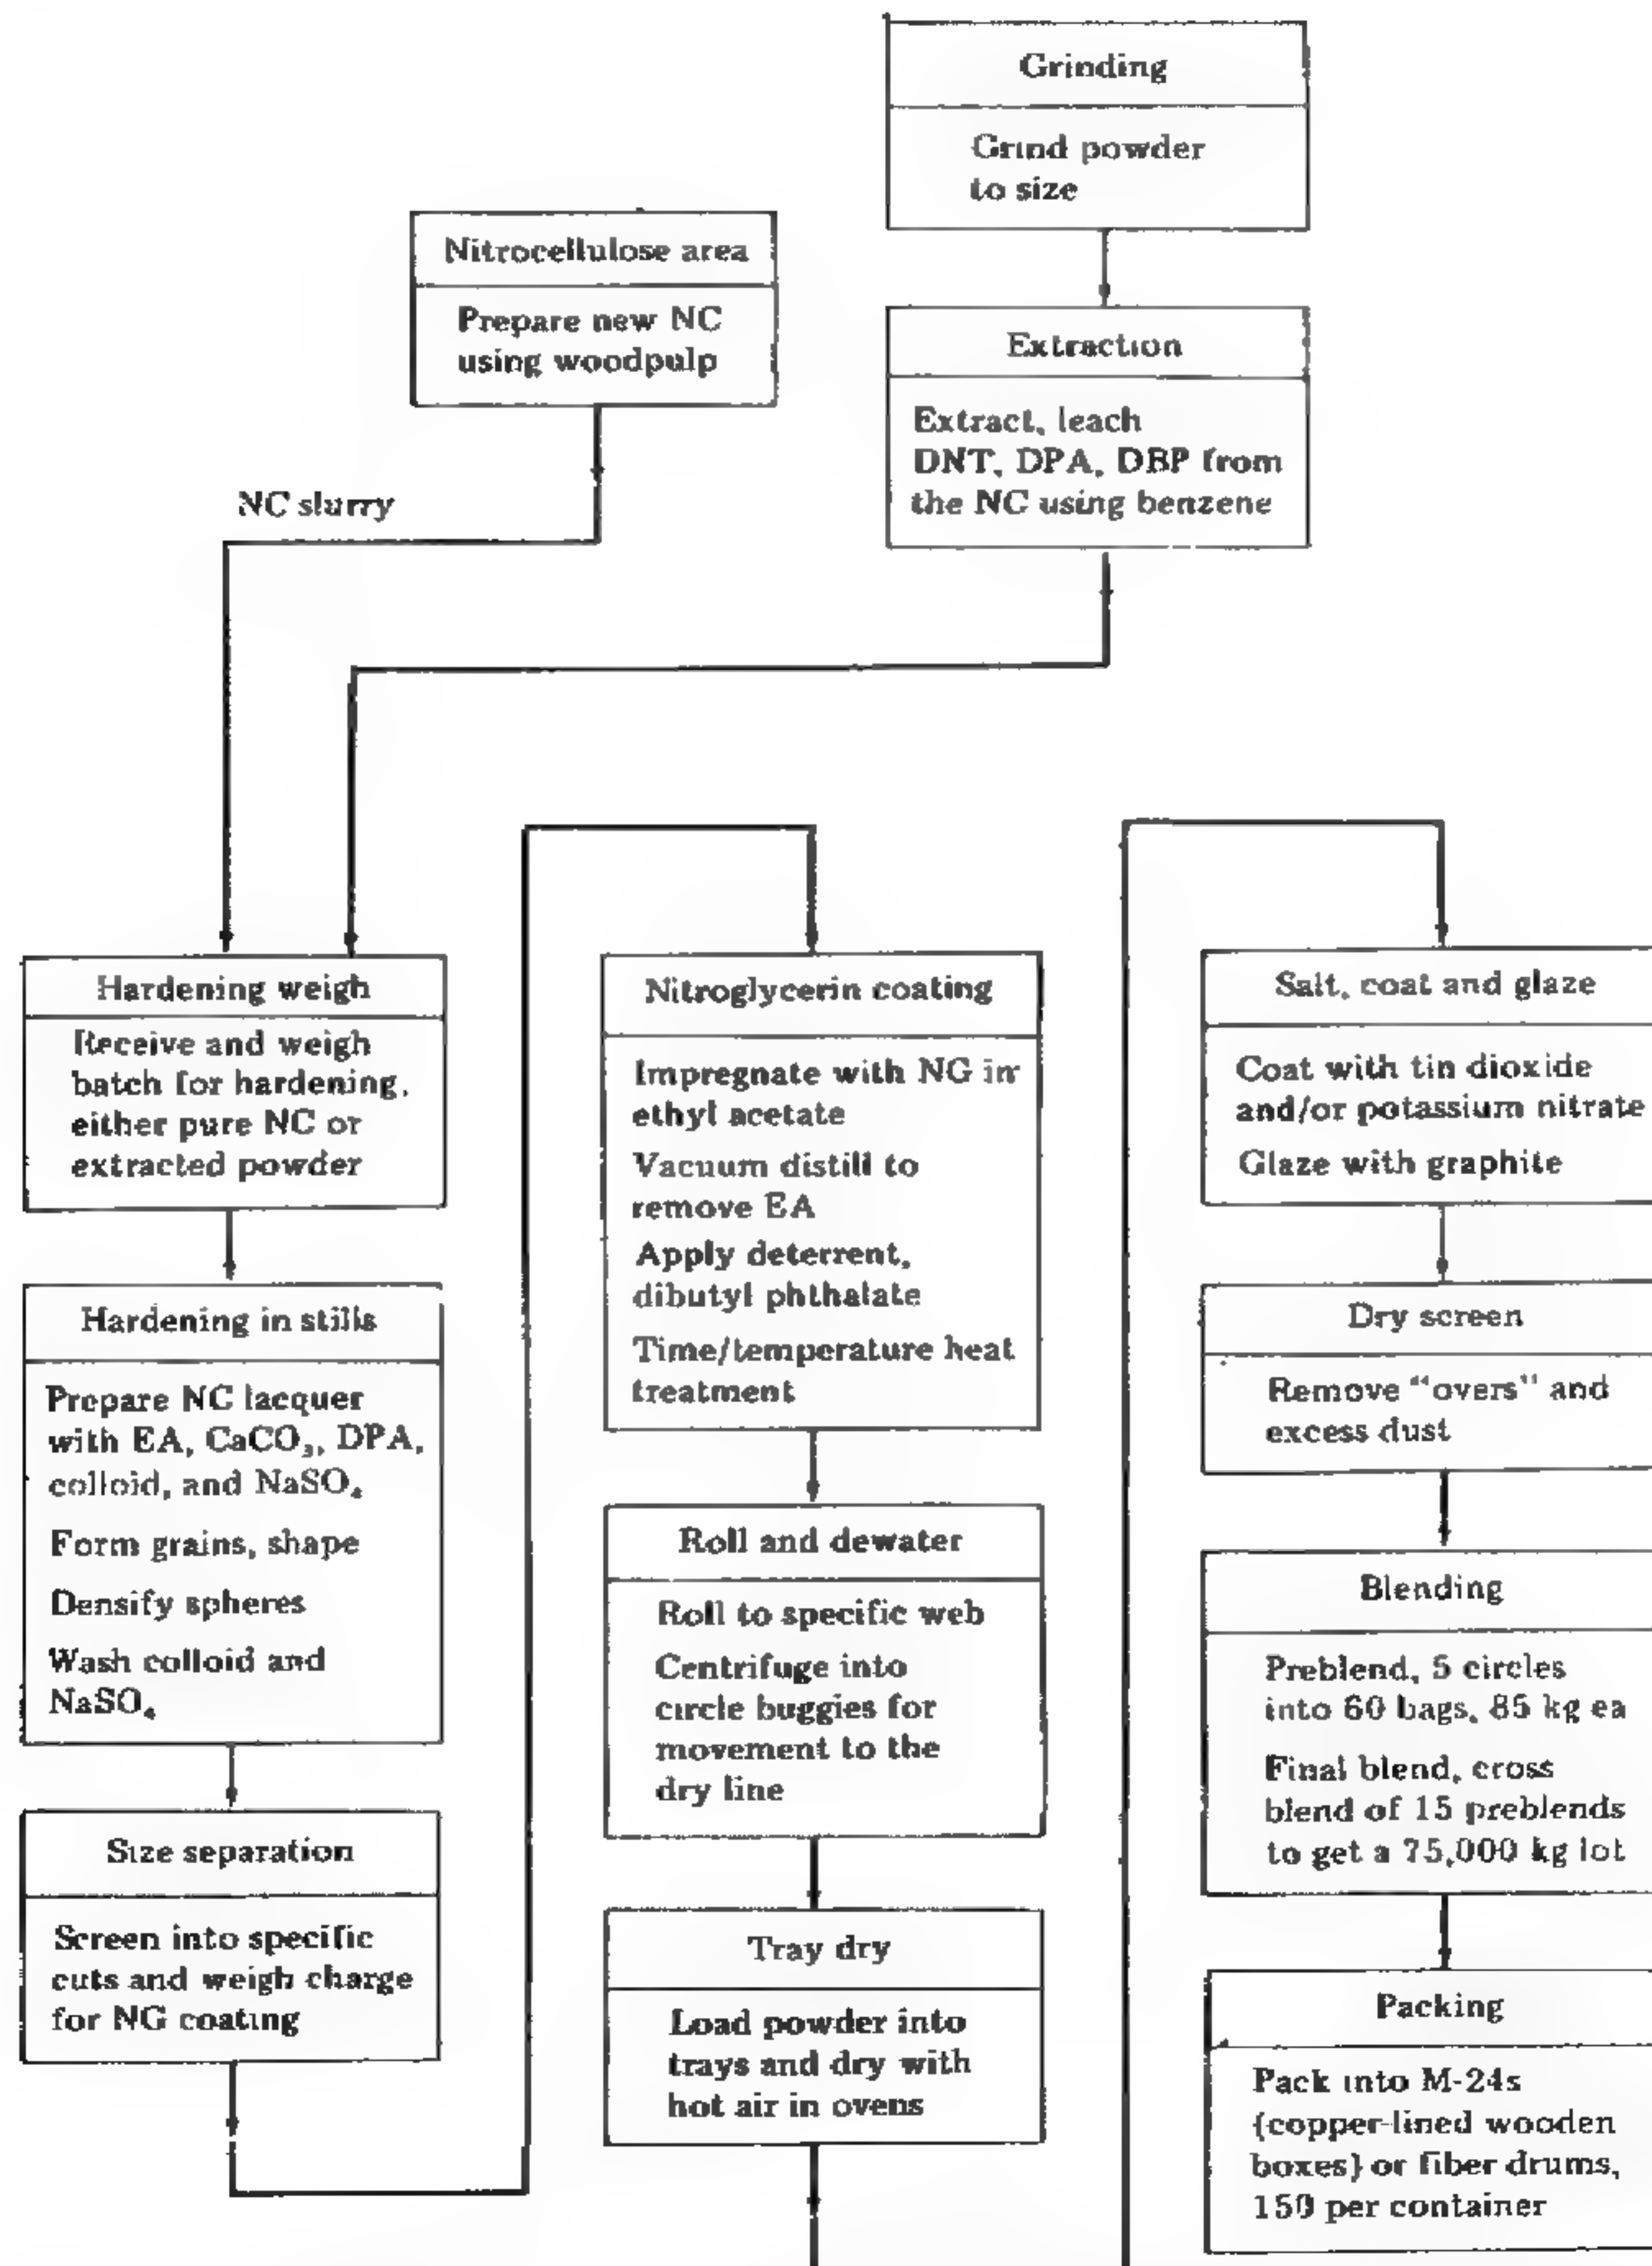 Grinding
Grind powder
to size
Nitrocellulose area
Prepare new NC
using woodpulp
Extraction
Extract, leach
DNT, DPA, DBP from
the NC using benzene
NC slurry
Hardening weigh
Receive and weigh
batch for hardening,
either pure NC or
extracted powder
Hardening in stills
Prepare NC lacquer
with EA, CaCO₃, DPA,
colloid, and NaSO₄
Form grains, shape
Densify spheres
Wash colloid and
NaSO₄
Size separation
Screen into specific
cuts and weigh charge
for NG coating
Nitroglycerin coating
Impregnate with NG in
ethyl acetate
Vacuum distill to
remove EA
Apply deterrent,
dibutyl phthalate
Time/temperature heat
treatment
Roll and dewater
Roll to specific web
Centrifuge into
circle buggies for
movement to the
dry line
Tray dry
Load powder into
trays and dry with
hot air in ovens
Salt, coat and glaze
Coat with tin dioxide
and/or potassium nitrate
Glaze with graphite
Dry screen
Remove "overs" and
excess dust
Blending
Preblend, 5 circles
into 60 bags, 85 kg ea
Final blend, cross
blend of 15 preblends
to get a 75,000 kg lot
Packing
Pack into M-24s
(copper-lined wooden
boxes) or fiber drums,
150 per container